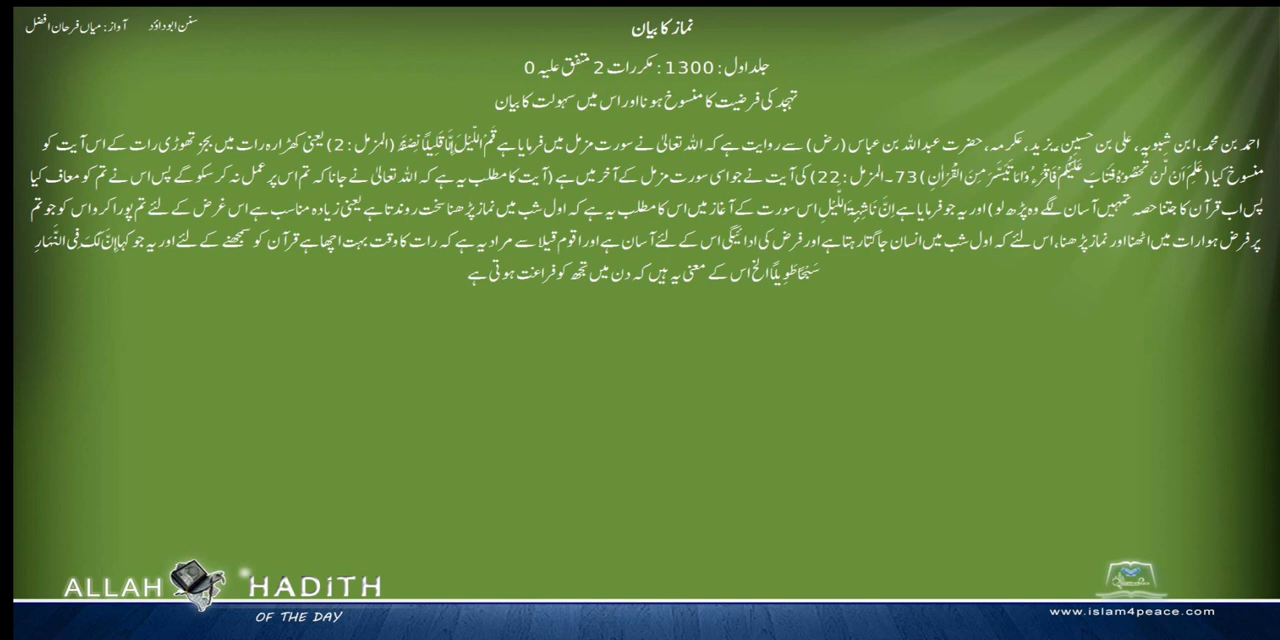 سنن ابوداؤد آواز: میاں فرحان افضل
نماز کا بیان
جلد اول : 1300 : مکررات 2 متفق علیہ 0
تہجد کی فرضیت کا منسوخ ہونا اور اس میں سہولت کا بیان
احمد بن محمد، ابن شبویہ، علی بن حسین، یزید، عکرمہ، حضرت عبداللہ بن عباس (رض) سے روایت ہے کہ اللہ تعالیٰ نے سورت مزمل میں فرمایا ہے قُمِ اللَّيْلَ إِلَّا قَلِيلًا نِصْفَهُ (المزمل : 2) یعنی کھڑا رہ رات میں بجز تھوڑی رات کے اس آیت کو
منسوخ کیا (عَلِمَ اَنْ لَّنْ تُحْصُوْهُ فَتَابَ عَلَيْكُمْ فَاقْرَءُوْا مَا تَيَسَّرَ مِنَ الْقُرْاٰنِ) 73۔ المزمل : 22) کی آیت نے جو اسی سورت مزمل کے آخر میں ہے (آیت کا مطلب یہ ہے کہ اللہ تعالیٰ نے جانا کہ تم اس پر عمل نہ کر سکو گے پس اس نے تم کو معاف کیا
پس اب قرآن کا جتنا حصہ تمہیں آسان لگے وہ پڑھ لو) اور یہ جو فرمایا ہے إِنَّ نَاشِئَةَ اللَّيْلِ اس سورت کے آغاز میں اس کا مطلب یہ ہے کہ اول شب میں نماز پڑھنا سخت روندتا ہے یعنی زیادہ مناسب ہے اس غرض کے لئے تم پورا کرو اس کو جو تم
پر فرض ہوا رات میں اٹھنا اور نماز پڑھنا، اس لئے کہ اول شب میں انسان جاگتا رہتا ہے اور فرض کی ادائیگی اس کے لئے آسان ہے اور اقوم قیلا سے مراد یہ ہے کہ رات کا وقت بہت اچھا ہے قرآن کو سمجھنے کے لئے اور یہ جو کہا إِنَّ لَكَ فِي النَّهَارِ
سَبْحًا طَوِيلًا الخ اس کے معنی یہ ہیں کہ دن میں تجھ کو فراغت ہوتی ہے
ALLAH HADITH
OF THE DAY
www.islam4peace.com